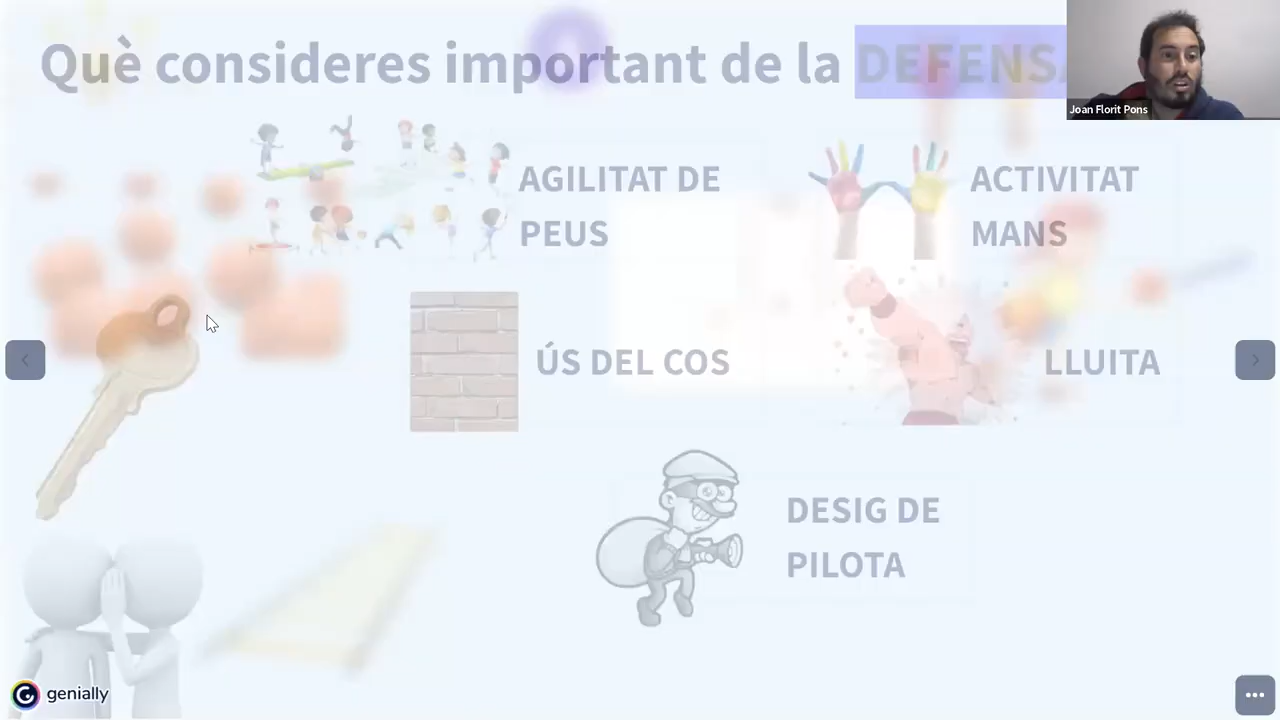 Què consideres important de la DEFENSA
Joan Florit Pons
AGILITAT DE
PEUS
ACTIVITAT
MANS
ÚS DEL COS
LLUITA
DESIG DE
PILOTA
genially